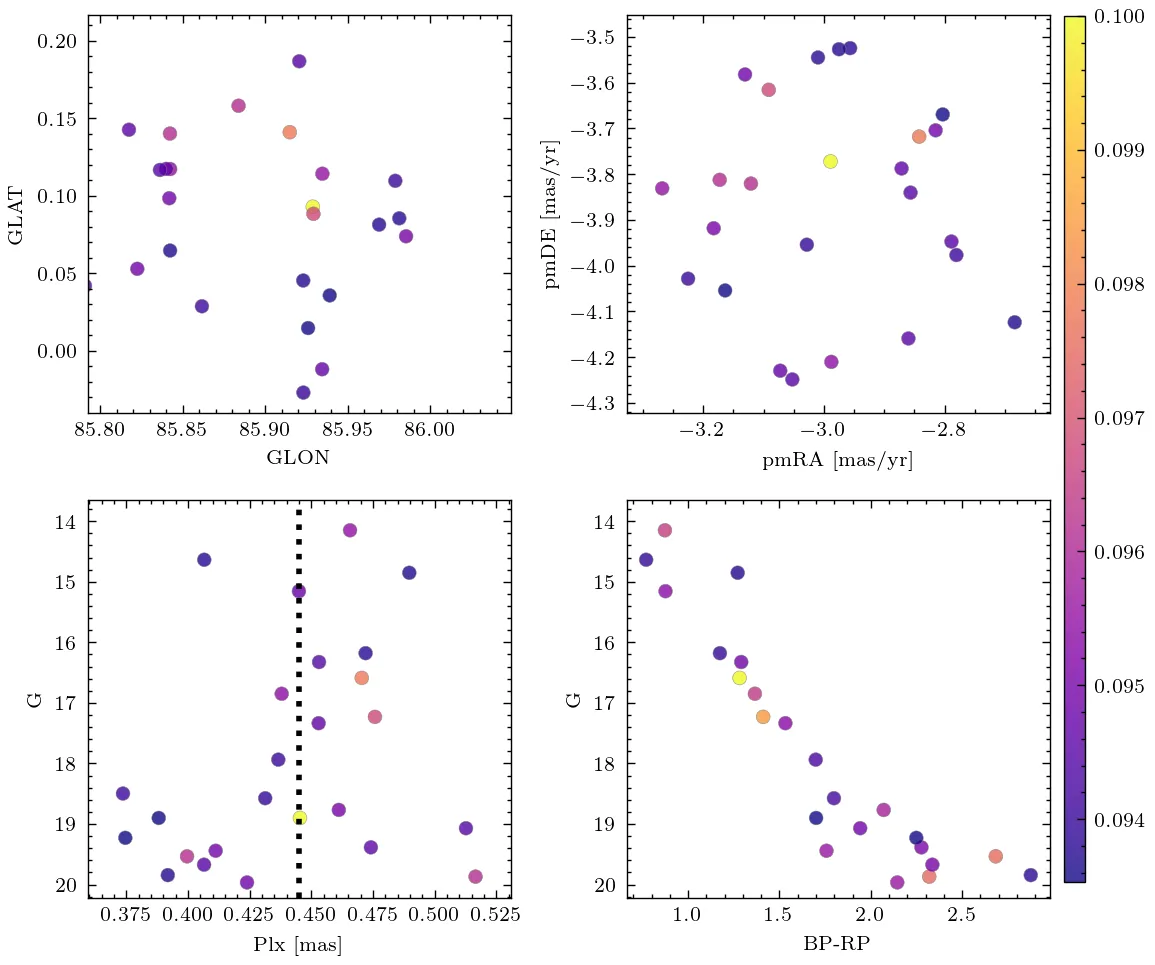 0.20
0.15
0.10
0.05
0.00
GLAT
85.80 85.85 85.90 85.95 86.00
GLON
−3.5
−3.6
−3.7
−3.8
−3.9
−4.0
−4.1
−4.2
−4.3
pmDE [mas/yr]
−3.2 −3.0 −2.8
pmRA [mas/yr]
0.100
0.099
0.098
0.097
0.096
0.095
0.094
14
15
16
17
18
19
20
G
0.375 0.400 0.425 0.450 0.475 0.500 0.525
Plx [mas]
14
15
16
17
18
19
20
G
1.0 1.5 2.0 2.5
BP-RP